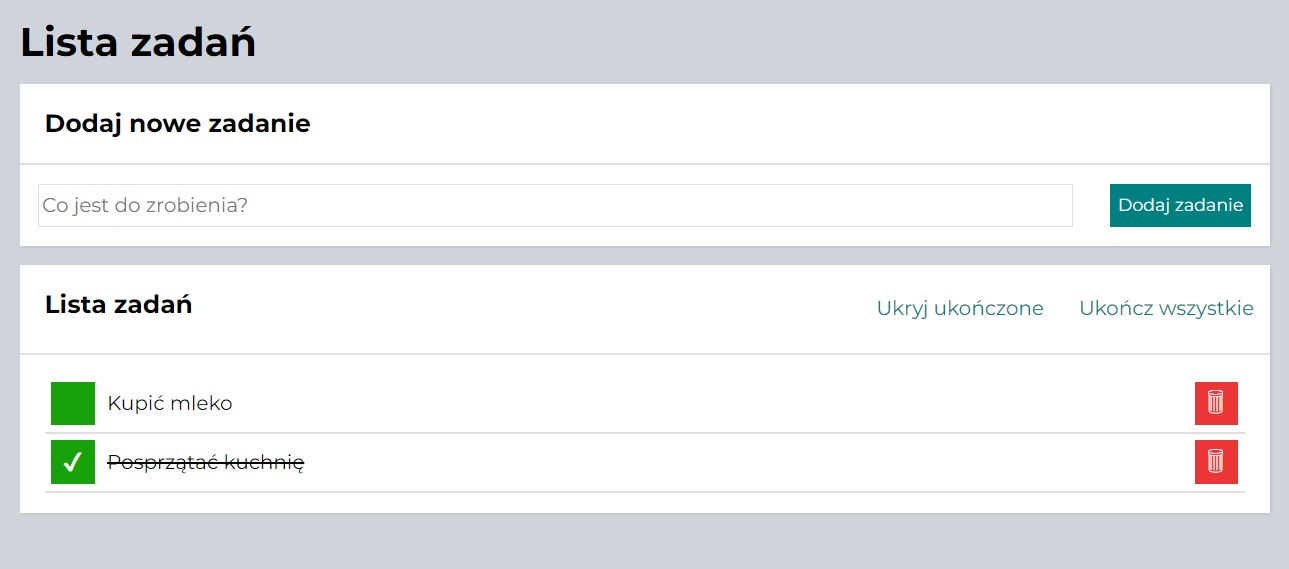 Lista zadań
Dodaj nowe zadanie
Co jest do zrobienia?
Dodaj zadanie
Lista zadań
Ukryj ukończone
Ukończ wszystkie
Kupić mleko
Posprzątać kuchnię